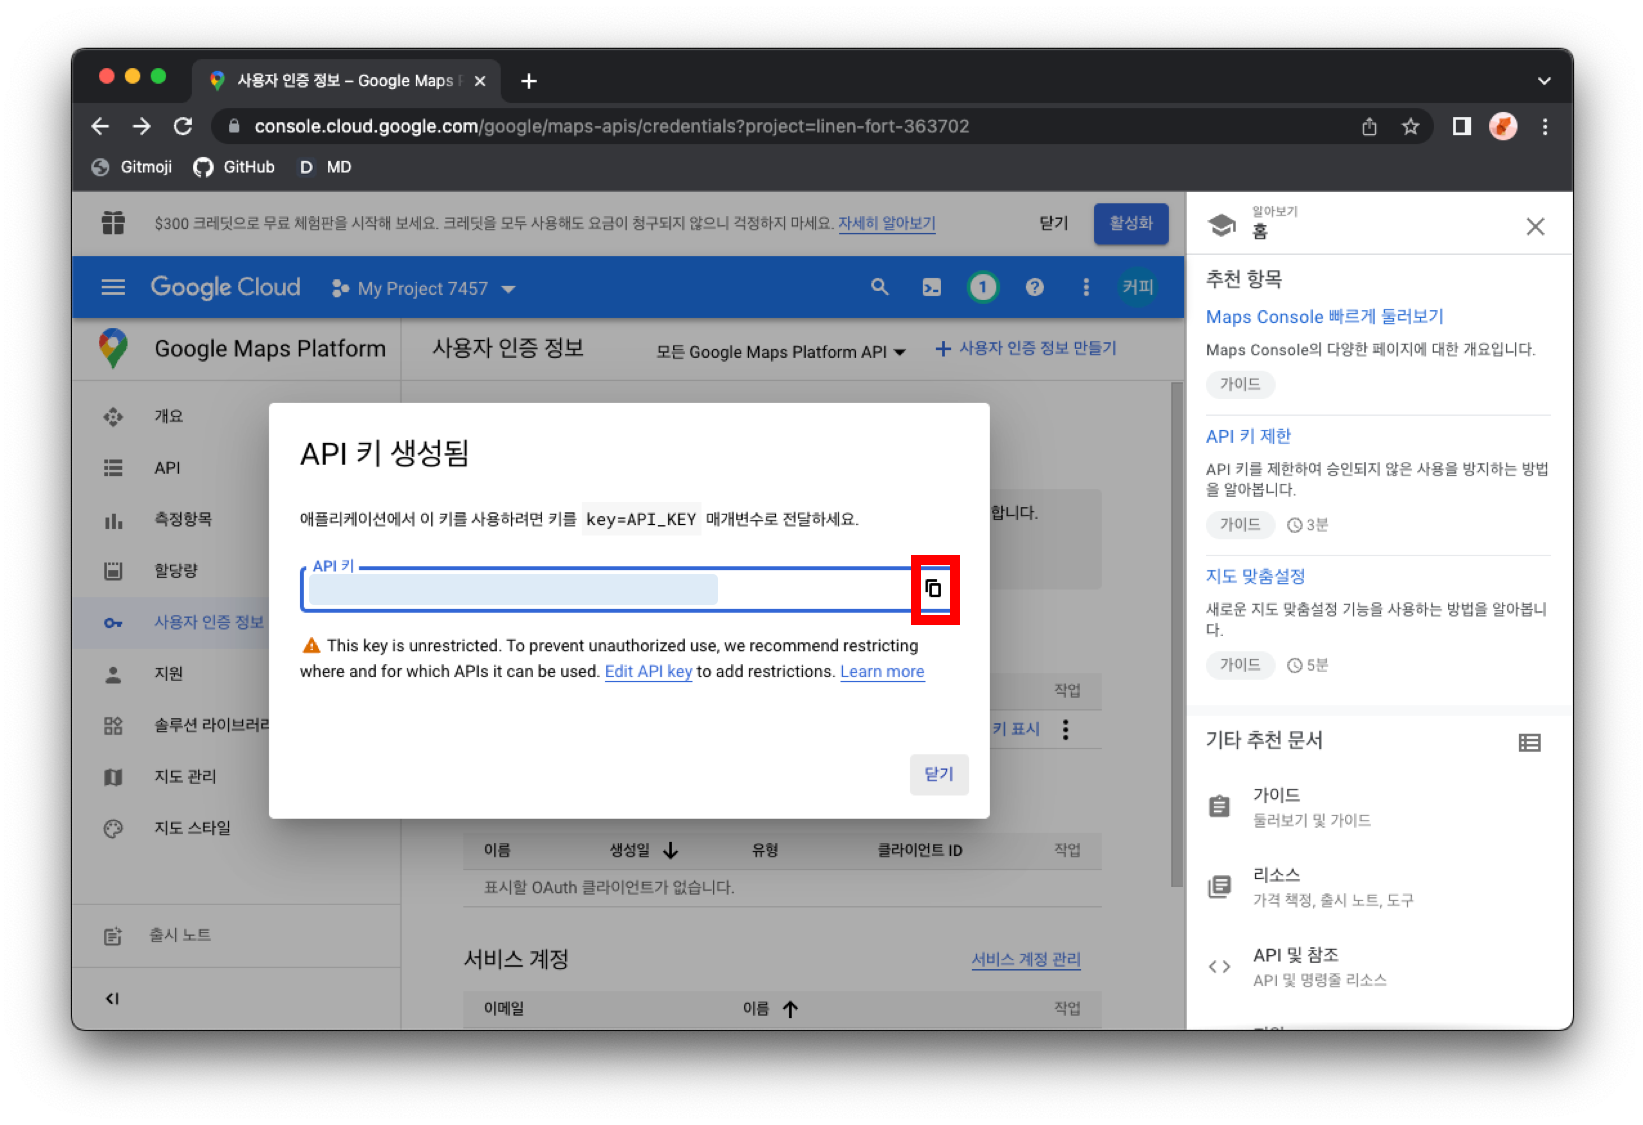 사용자 인증 정보 – Google Maps
console.cloud.google.com/google/maps-apis/credentials?project=linen-fort-363702
Gitmoji
GitHub
D MD
$300 크레딧으로 무료 체험판을 시작해 보세요. 크레딧을 모두 사용해도 요금이 청구되지 않으니 걱정하지 마세요. 자세히 알아보기
닫기
활성화
Google Cloud
My Project 7457
1
커피
Google Maps Platform
사용자 인증 정보
모든 Google Maps Platform API
사용자 인증 정보 만들기
개요
API
측정항목
할당량
사용자 인증 정보
지원
솔루션 라이브러리
지도 관리
지도 스타일
출시 노트
API 키 생성됨
애플리케이션에서 이 키를 사용하려면 키를 key=API_KEY 매개변수로 전달하세요.
API 키
This key is unrestricted. To prevent unauthorized use, we recommend restricting
where and for which APIs it can be used. Edit API key to add restrictions. Learn more
닫기
합니다.
작업
키 표시
이름
생성일
유형
클라이언트 ID
작업
표시할 OAuth 클라이언트가 없습니다.
서비스 계정
서비스 계정 관리
이메일
이름
작업
알아보기
홈
추천 항목
Maps Console 빠르게 둘러보기
Maps Console의 다양한 페이지에 대한 개요입니다.
가이드
API 키 제한
API 키를 제한하여 승인되지 않은 사용을 방지하는 방법
을 알아봅니다.
가이드
3분
지도 맞춤설정
새로운 지도 맞춤설정 기능을 사용하는 방법을 알아봅니
다.
가이드
5분
기타 추천 문서
가이드
둘러보기 및 가이드
리소스
가격 책정, 출시 노트, 도구
API 및 참조
API 및 명령줄 리소스